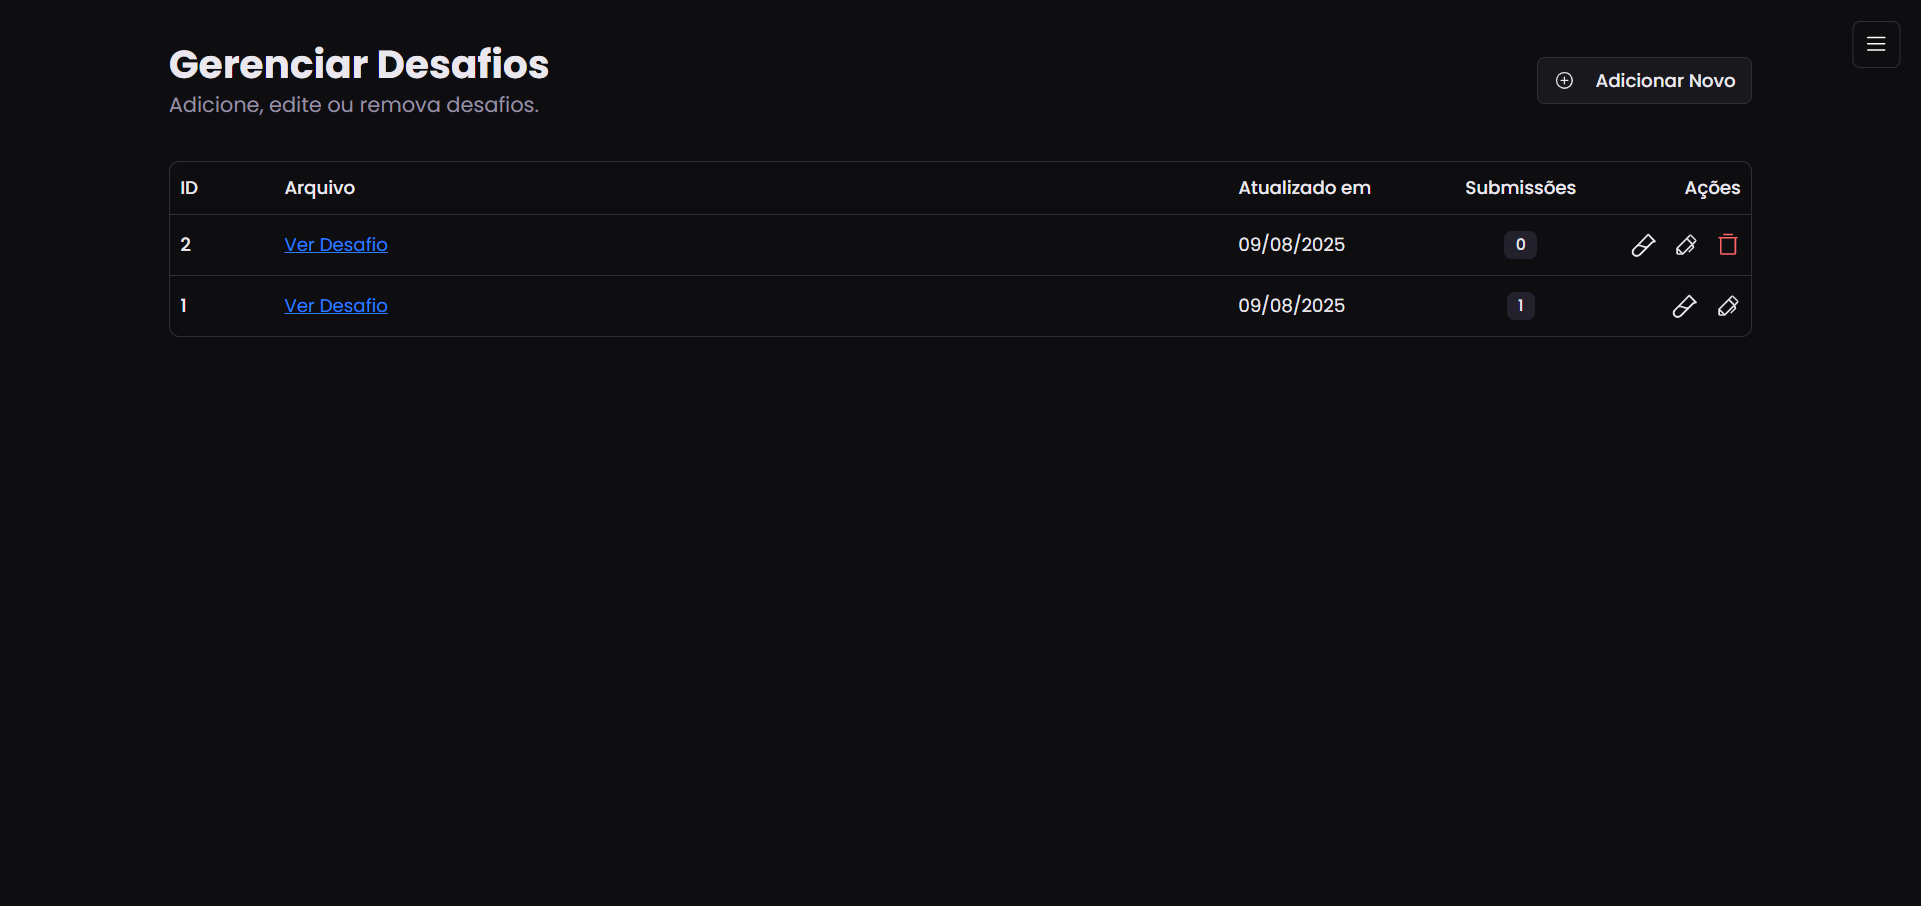 Gerenciar Desafios
Adicione, edite ou remova desafios.
Adicionar Novo
ID Arquivo Atualizado em Submissões Ações
2 Ver Desafio 09/08/2025 0
1 Ver Desafio 09/08/2025 1